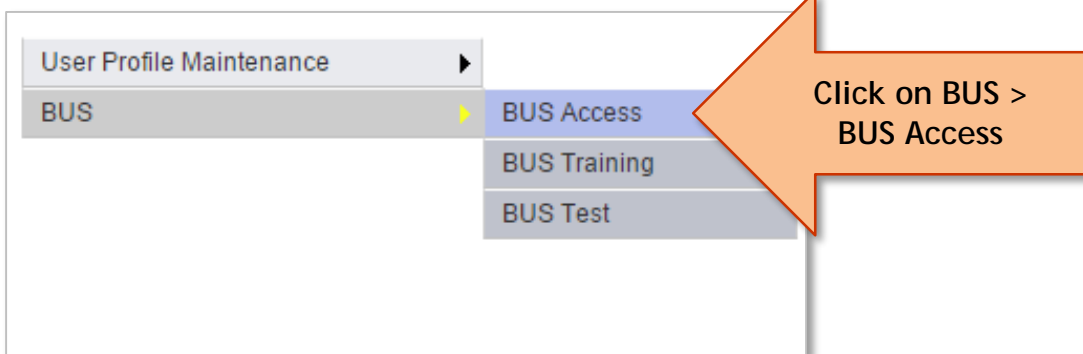 User Profile Maintenance
BUS
BUS Access
BUS Training
BUS Test
Click on BUS >
BUS Access